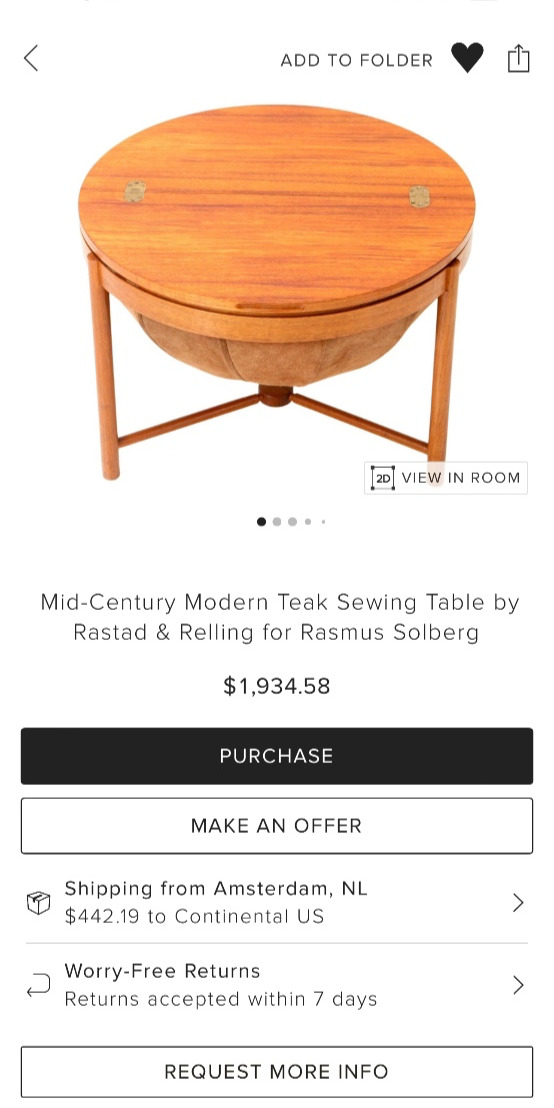 ADD TO FOLDER
2D VIEW IN ROOM
Mid-Century Modern Teak Sewing Table by
Rastad & Relling for Rasmus Solberg
$1,934.58
PURCHASE
MAKE AN OFFER
Shipping from Amsterdam, NL
$442.19 to Continental US
Worry-Free Returns
Returns accepted within 7 days
REQUEST MORE INFO